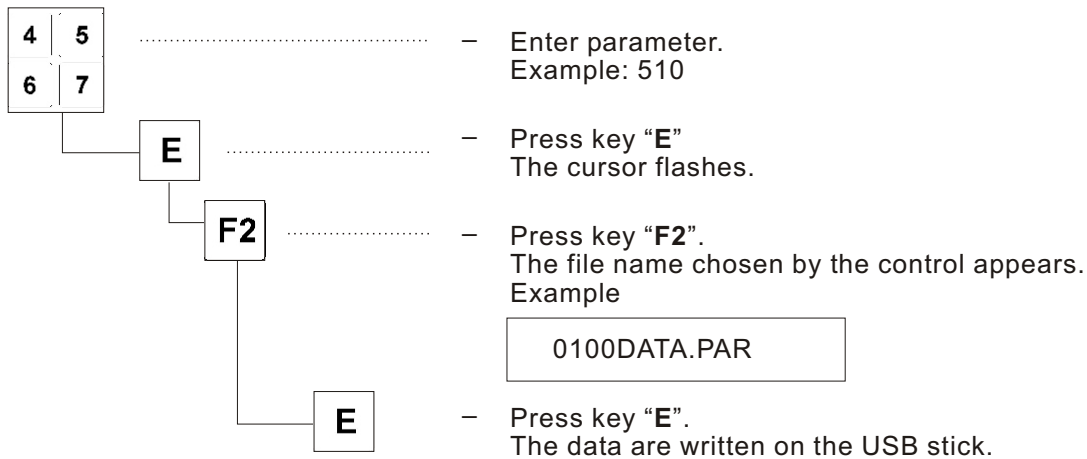 4 5
– Enter parameter.
Example: 510
6 7
E
– Press key “E”
The cursor flashes.
F2
– Press key “F2”.
The file name chosen by the control appears.
Example
0100DATA.PAR
E
– Press key “E”.
The data are written on the USB stick.